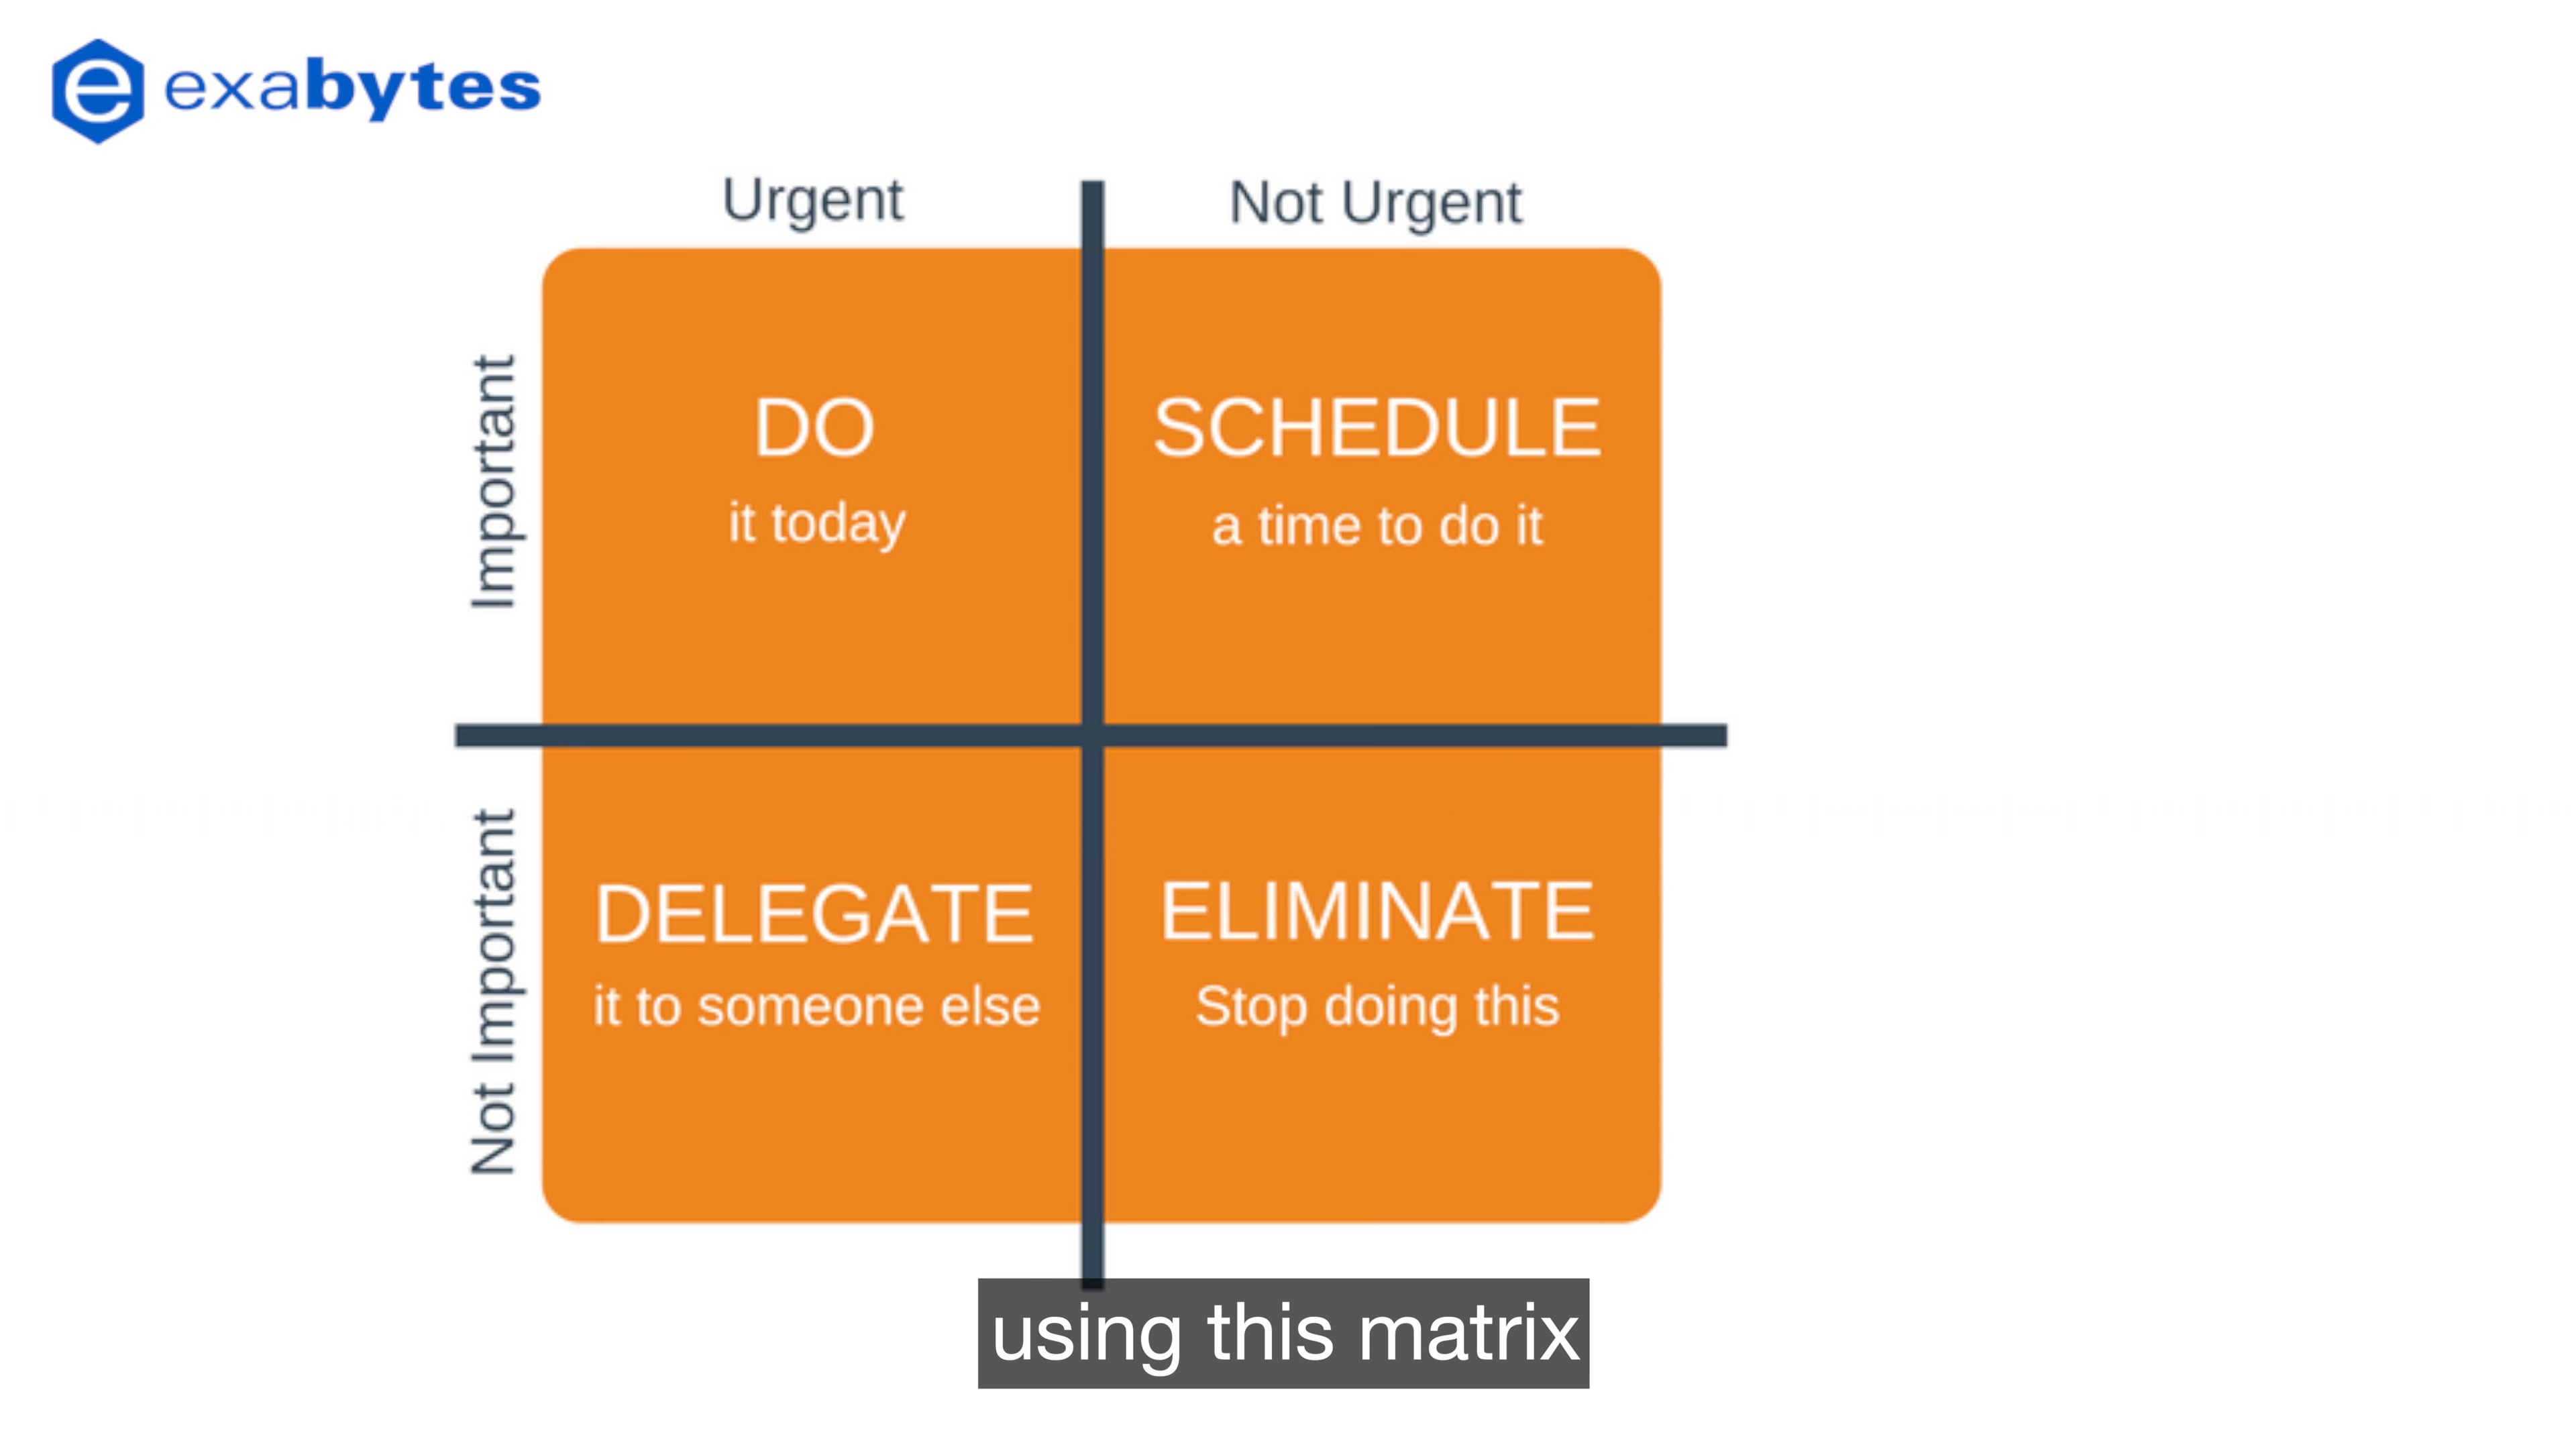 exabytes
Urgent
Not Urgent
Important
DO
it today
SCHEDULE
a time to do it
Not Important
DELEGATE
it to someone else
ELIMINATE
Stop doing this
using this matrix